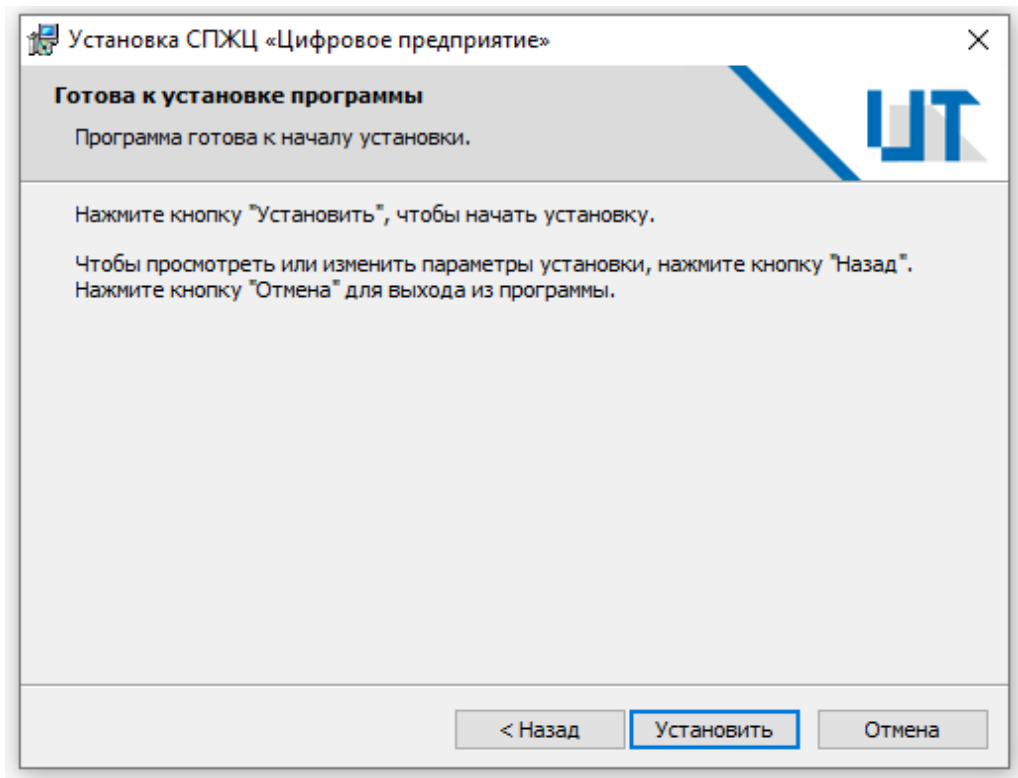 Установка СПЖЦ «Цифровое предприятие»
Готова к установке программы
Программа готова к началу установки.
ЦТ
Нажмите кнопку "Установить", чтобы начать установку.
Чтобы просмотреть или изменить параметры установки, нажмите кнопку "Назад".
Нажмите кнопку "Отмена" для выхода из программы.
< Назад
Установить
Отмена